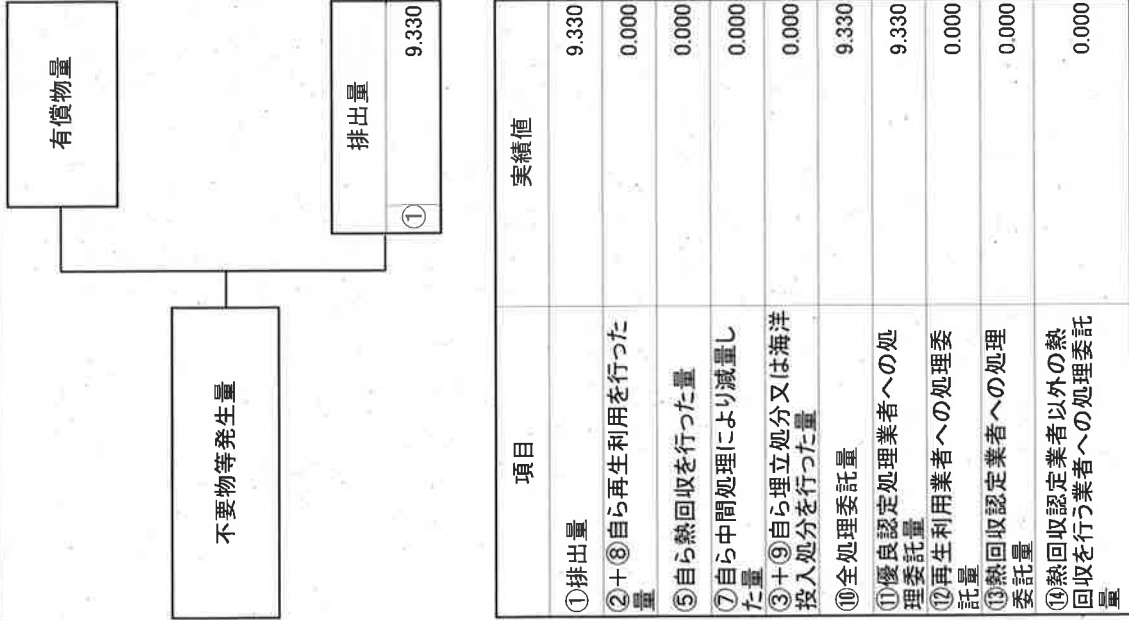 有償物量
不要物等発生量
排出量
① 9.330
項目 実績値
①排出量 9.330
②+⑧自ら再生利用を行った
量 0.000
⑤自ら熱回収を行った量 0.000
⑦自ら中間処理により減量し
た量 0.000
③+⑨自ら埋立処分又は海洋
投入処分を行った量 0.000
⑩全処理委託量 9.330
⑪優良認定処理業者への処
理委託量 9.330
⑫再生利用業者への処理委
託量 0.000
⑬熱回収認定業者への処理
委託量 0.000
⑭熱回収認定業者以外の熱
回収を行う業者への処理委託
量 0.000